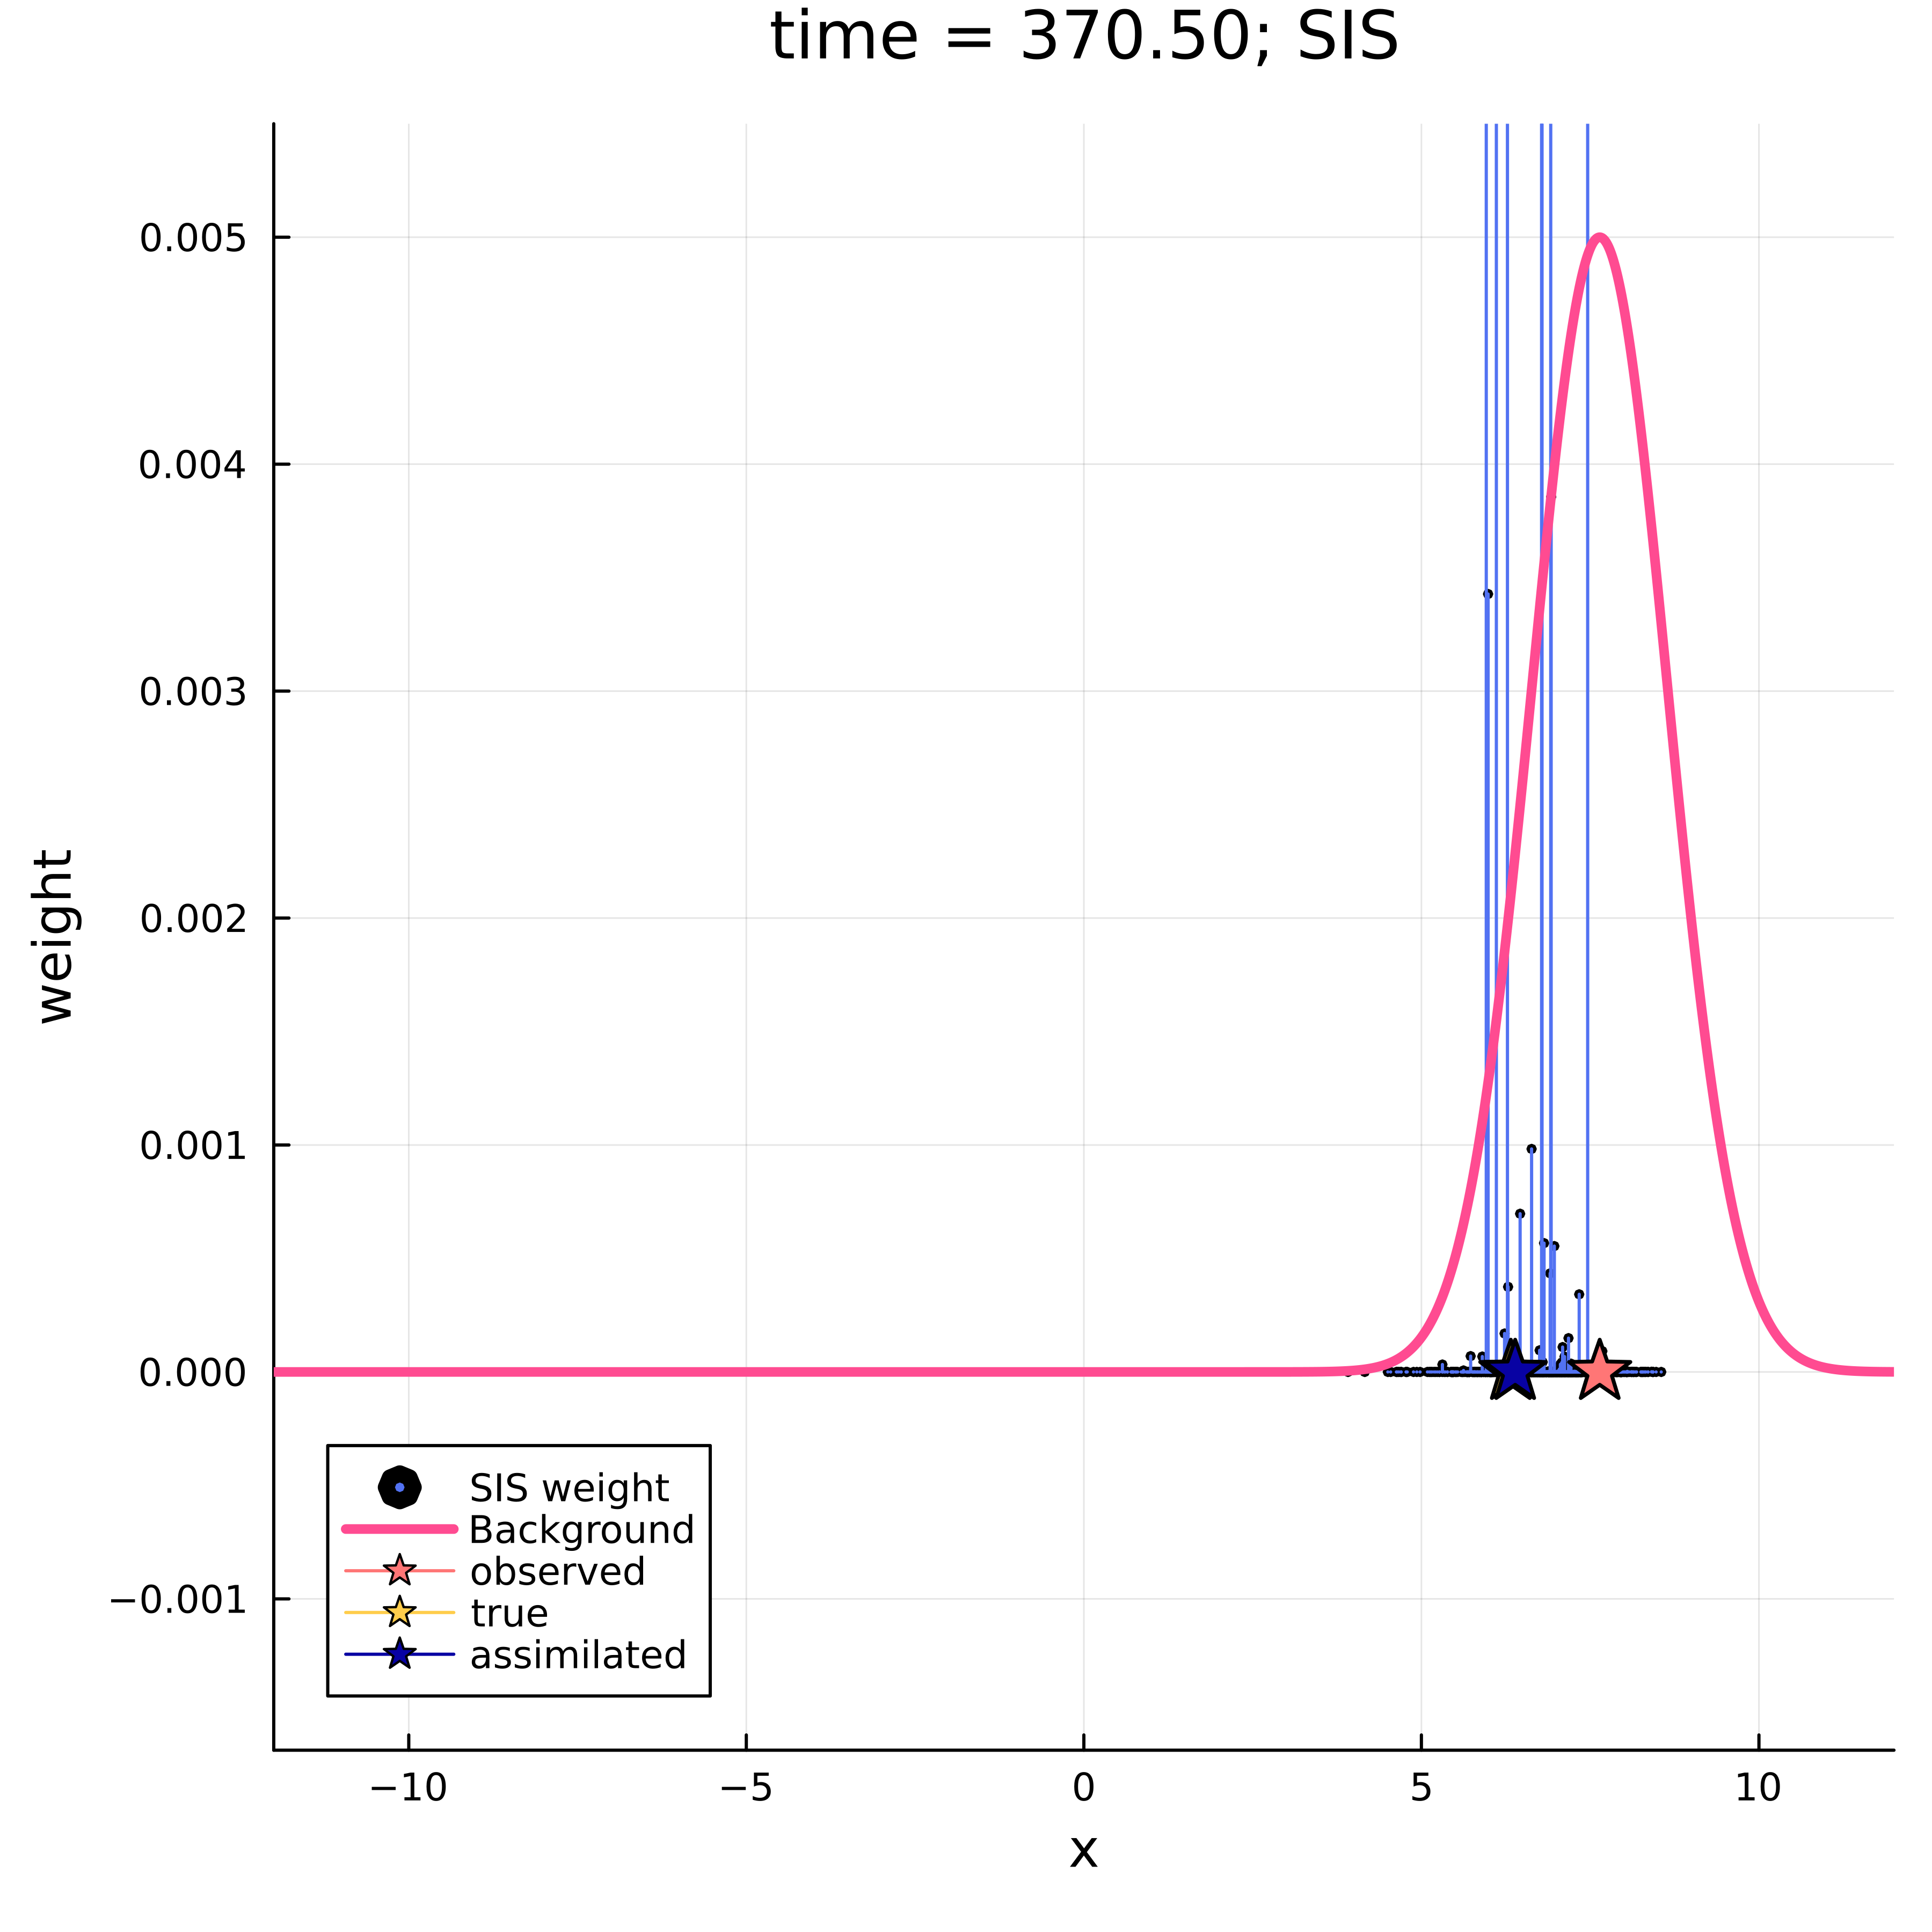 time = 370.50; SIS
weight
0.005
0.004
0.003
0.002
0.001
0.000
−0.001
SIS weight
Background
observed
true
assimilated
−10
−5
0
5
10
x